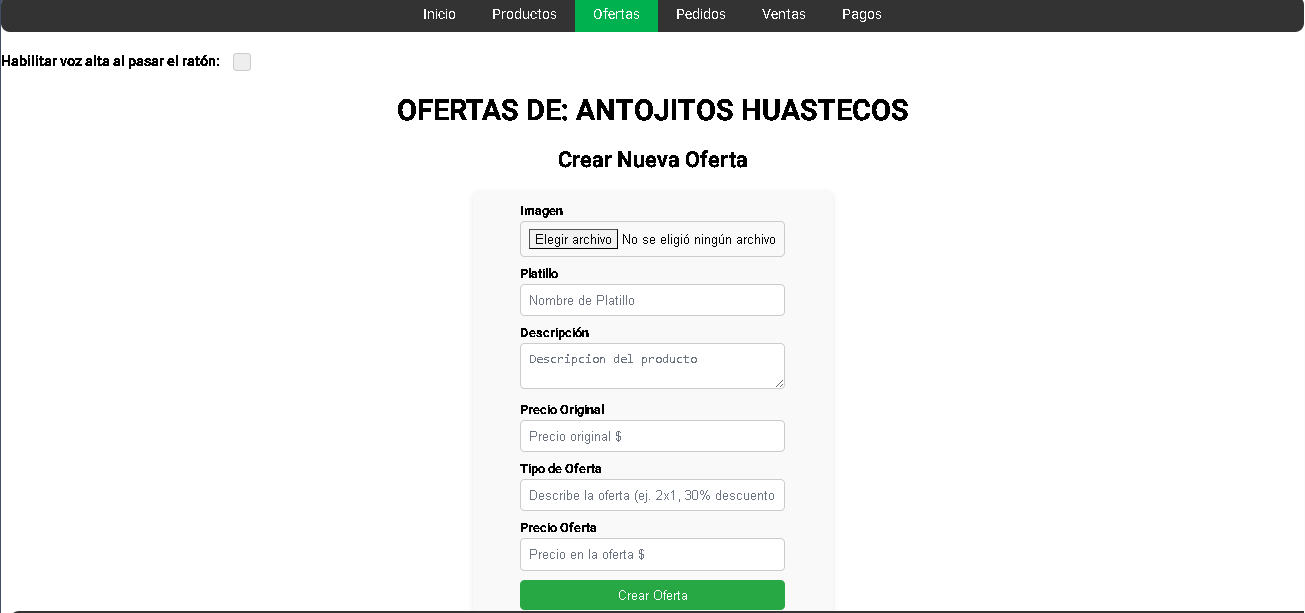 Inicio Productos Ofertas Pedidos Ventas Pagos
Habilitar voz alta al pasar el ratón:
OFERTAS DE: ANTOJITOS HUASTECOS
Crear Nueva Oferta
Imagen
Elegir archivo No se eligió ningún archivo
Platillo
Nombre de Platillo
Descripción
Descripcion del producto
Precio Original
Precio original $
Tipo de Oferta
Describe la oferta (ej. 2x1, 30% descuento
Precio Oferta
Precio en la oferta $
Crear Oferta